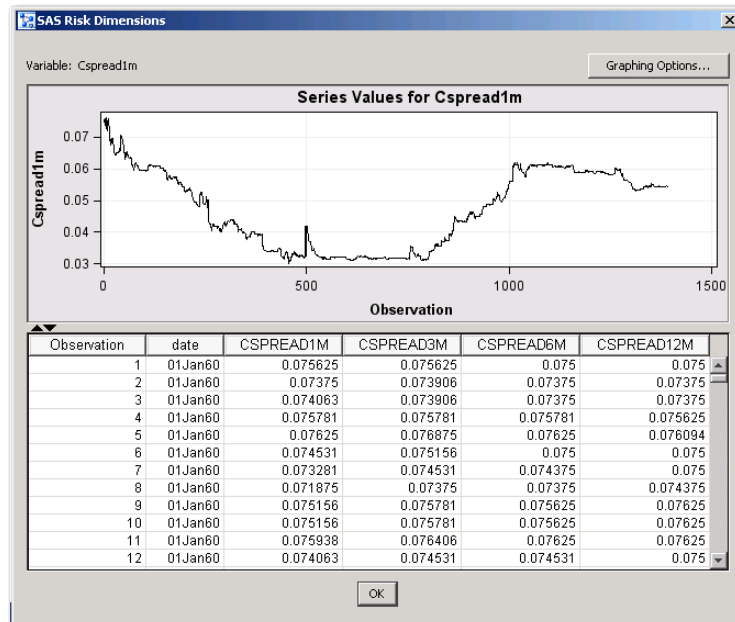 SAS Risk Dimensions
Variable: Cspread1m
Graphing Options...
Series Values for Cspread1m
Cspread1m
0.07
0.06
0.05
0.04
0.03
0 500 1000 1500
Observation
Observation date CSPREAD1M CSPREAD3M CSPREAD6M CSPREAD12M
1 01Jan60 0.075625 0.075625 0.075 0.075
2 01Jan60 0.07375 0.073906 0.07375 0.07375
3 01Jan60 0.074063 0.073906 0.07375 0.07375
4 01Jan60 0.075781 0.075781 0.075781 0.075625
5 01Jan60 0.07625 0.076875 0.07625 0.076094
6 01Jan60 0.074531 0.075156 0.075 0.075
7 01Jan60 0.073281 0.074531 0.074375 0.075
8 01Jan60 0.071875 0.07375 0.07375 0.074375
9 01Jan60 0.075156 0.075781 0.075625 0.07625
10 01Jan60 0.075156 0.075781 0.075625 0.07625
11 01Jan60 0.075938 0.076406 0.07625 0.07625
12 01Jan60 0.074063 0.074531 0.074531 0.075
OK